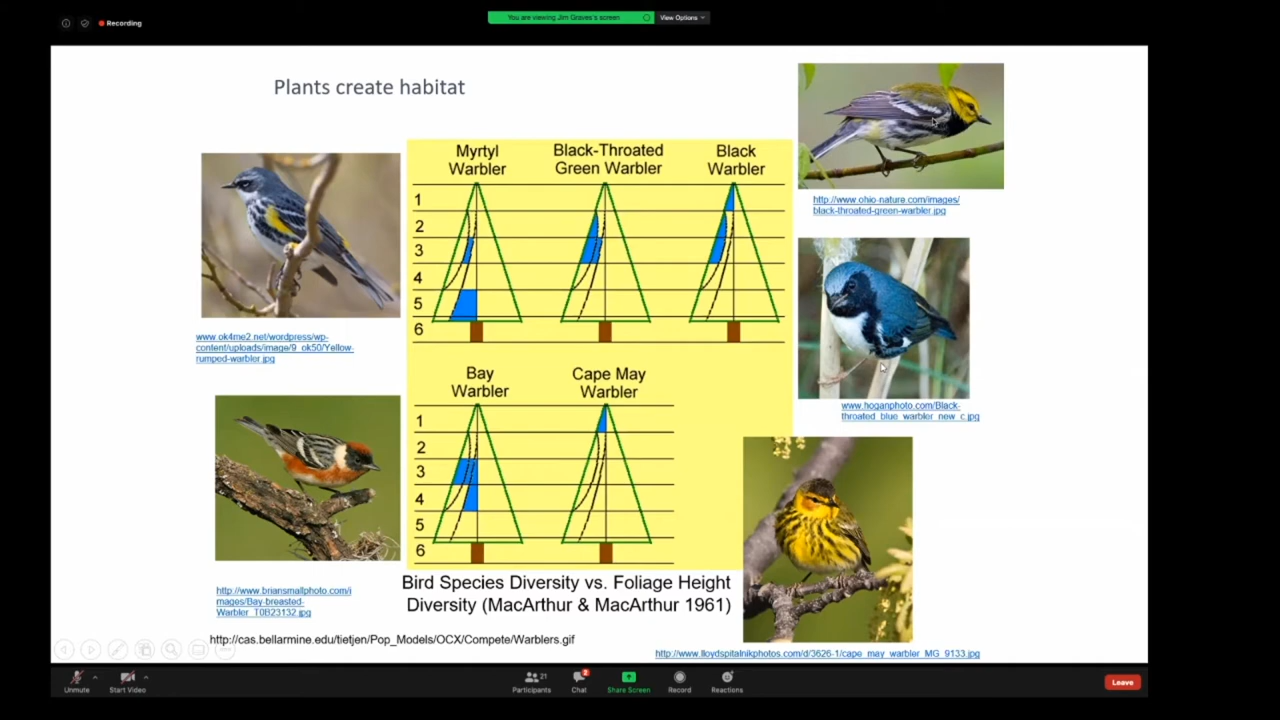 Recording
You are viewing Jim Graves's screen
View Options
Plants create habitat
Myrtyl
Warbler
Black-Throated
Green Warbler
Black
Warbler
1
2
3
4
5
6
http://www.ohio-nature.com/images/
black-throated-green-warbler.jpg
www.ok4me2.net/wordpress/wp-
content/uploads/image/9_ok50/Yellow-
rumped-warbler.jpg
www.hoganphoto.com/Black-
throated_blue_warbler_new_c.jpg
Bay
Warbler
Cape May
Warbler
1
2
3
4
5
6
http://www.briansmallphoto.com/i
mages/Bay-breasted-
Warbler_T0B23132.jpg
Bird Species Diversity vs. Foliage Height
Diversity (MacArthur & MacArthur 1961)
http://cas.bellarmine.edu/tietjen/Pop_Models/OCX/Compete/Warblers.gif
http://www.lloydspitalnikphotos.com/d/3626-1/cape_may_warbler_MG_9133.jpg
Unmute
Start Video
21
Participants
2
Chat
Share Screen
Record
Reactions
Leave